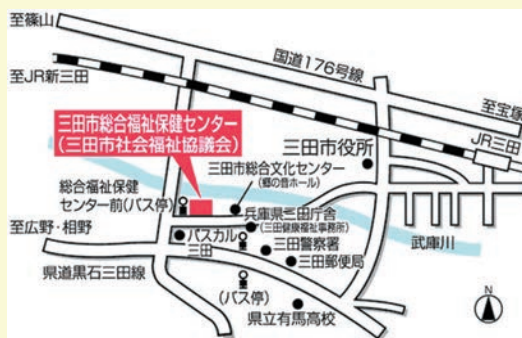 至篠山
国道176号線
至JR新三田
至宝塚
JR三田
三田市総合福祉保健センター
(三田市社会福祉協議会)
三田市役所
三田市総合文化センター
(郷の音ホール)
総合福祉保健
センター前(バス停)
兵庫県三田庁舎
(三田健康福祉事務所)
至広野・相野
パスカル
三田
三田警察署
武庫川
三田郵便局
県道黒石三田線
(バス停)
県立有馬高校
N